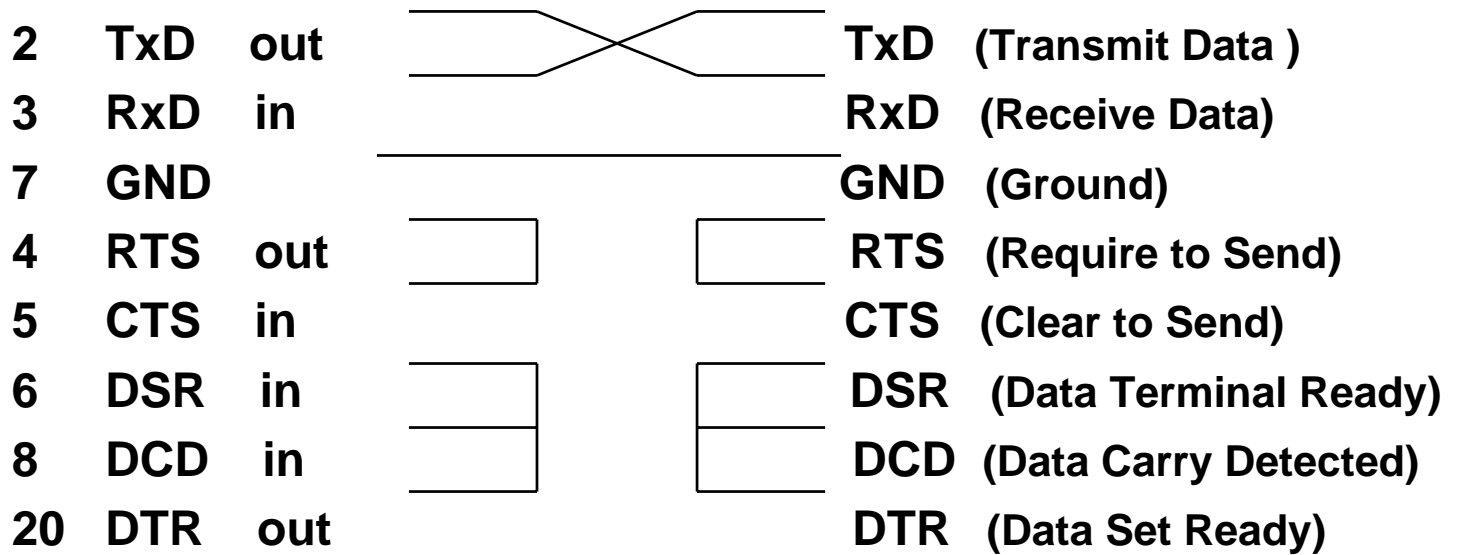 2 TxD out TxD (Transmit Data )
3 RxD in RxD (Receive Data)
7 GND GND (Ground)
4 RTS out RTS (Require to Send)
5 CTS in CTS (Clear to Send)
6 DSR in DSR (Data Terminal Ready)
8 DCD in DCD (Data Carry Detected)
20 DTR out DTR (Data Set Ready)